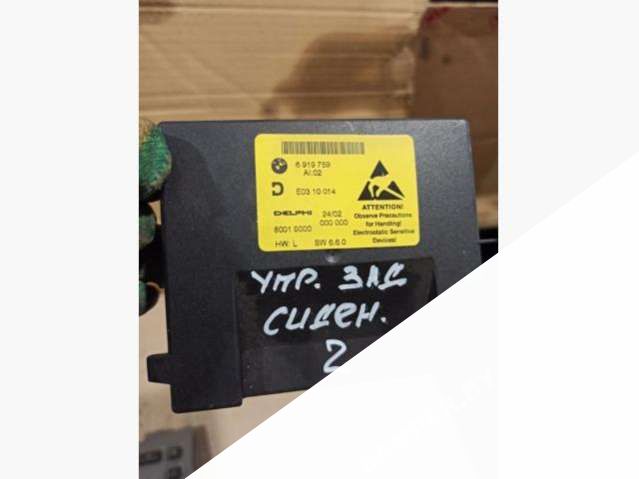 6 919 759
AI.02
D E03 10 014
DELPHI 24/02
6001 0000 000 000
HW: L SW 6.6.0
ATTENTION!
Observe Precautions
for Handling!
Electrostatic Sensitive
Devices!
УПР. ЗАД
СИДЕН.
2